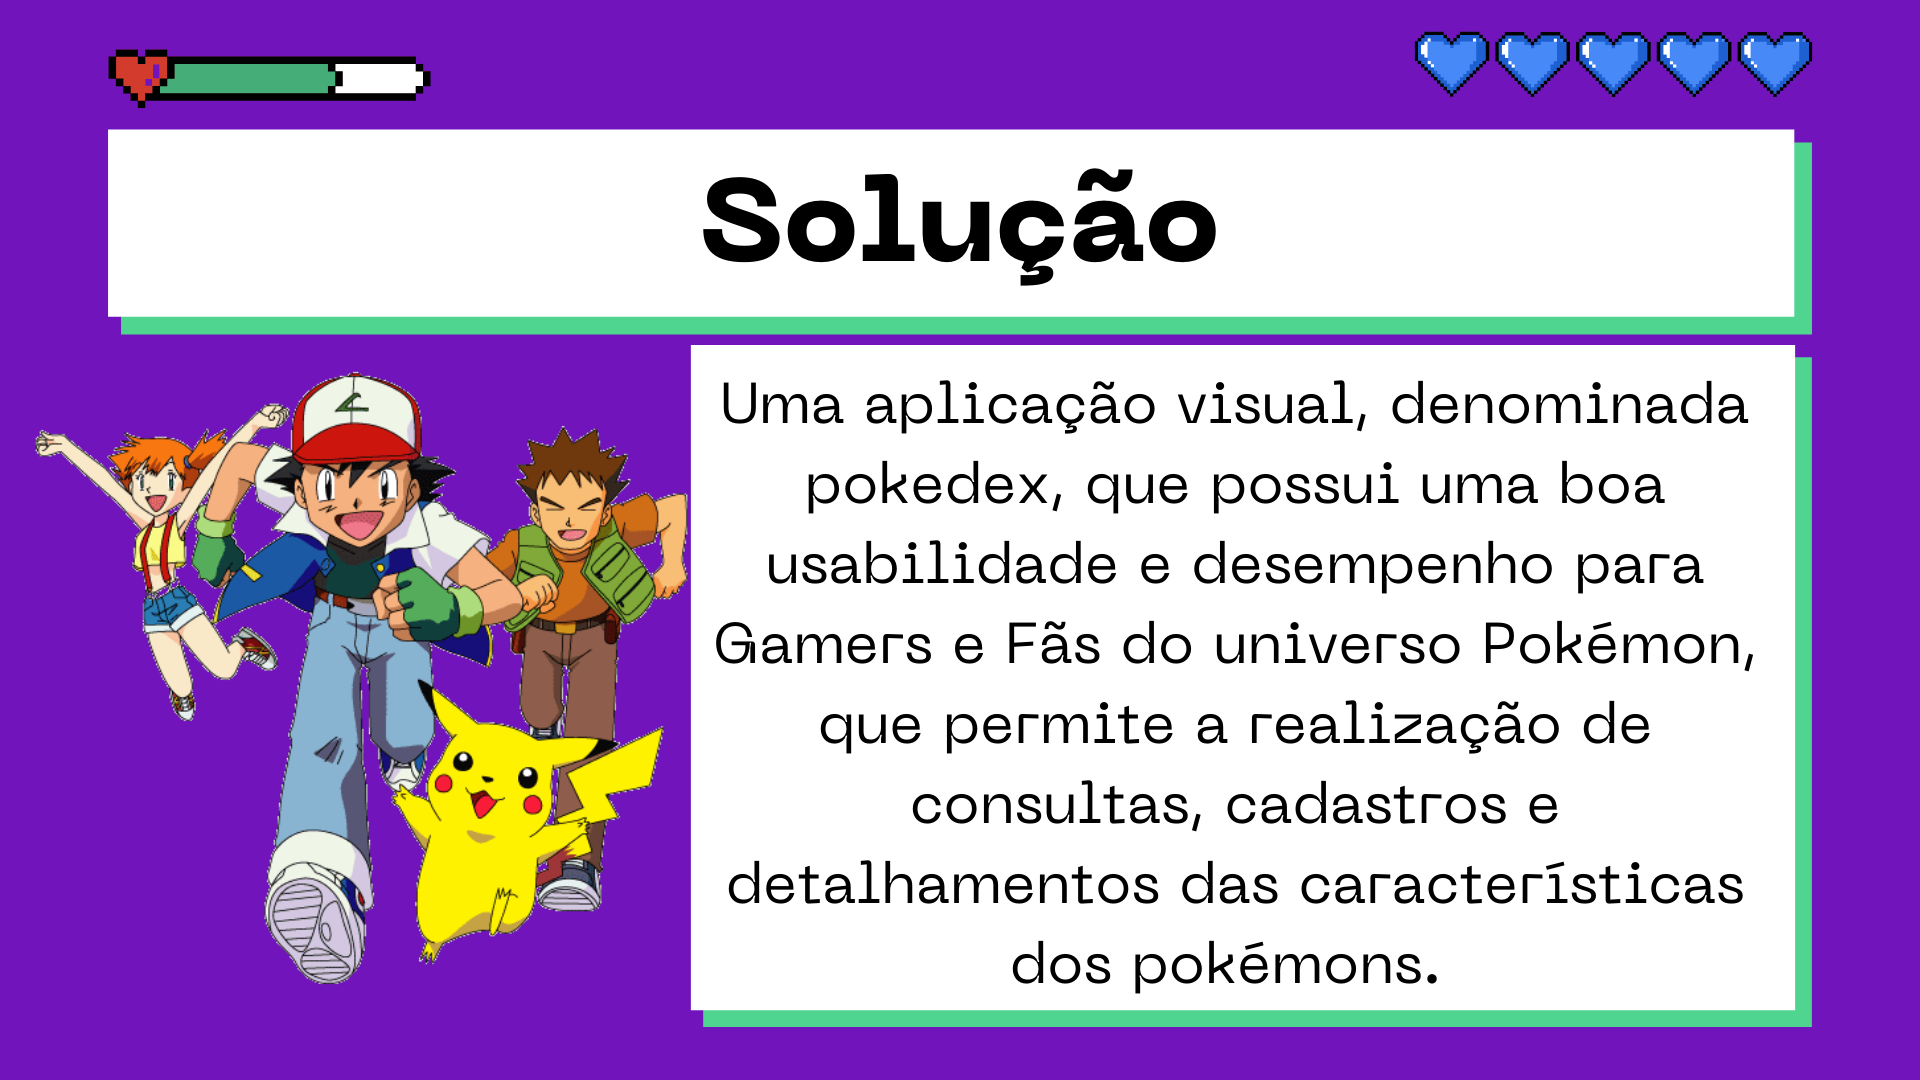 Solução
Uma aplicação visual, denominada
pokedex, que possui uma boa
usabilidade e desempenho para
Gamers e Fãs do universo Pokémon,
que permite a realização de
consultas, cadastros e
detalhamentos das características
dos pokémons.